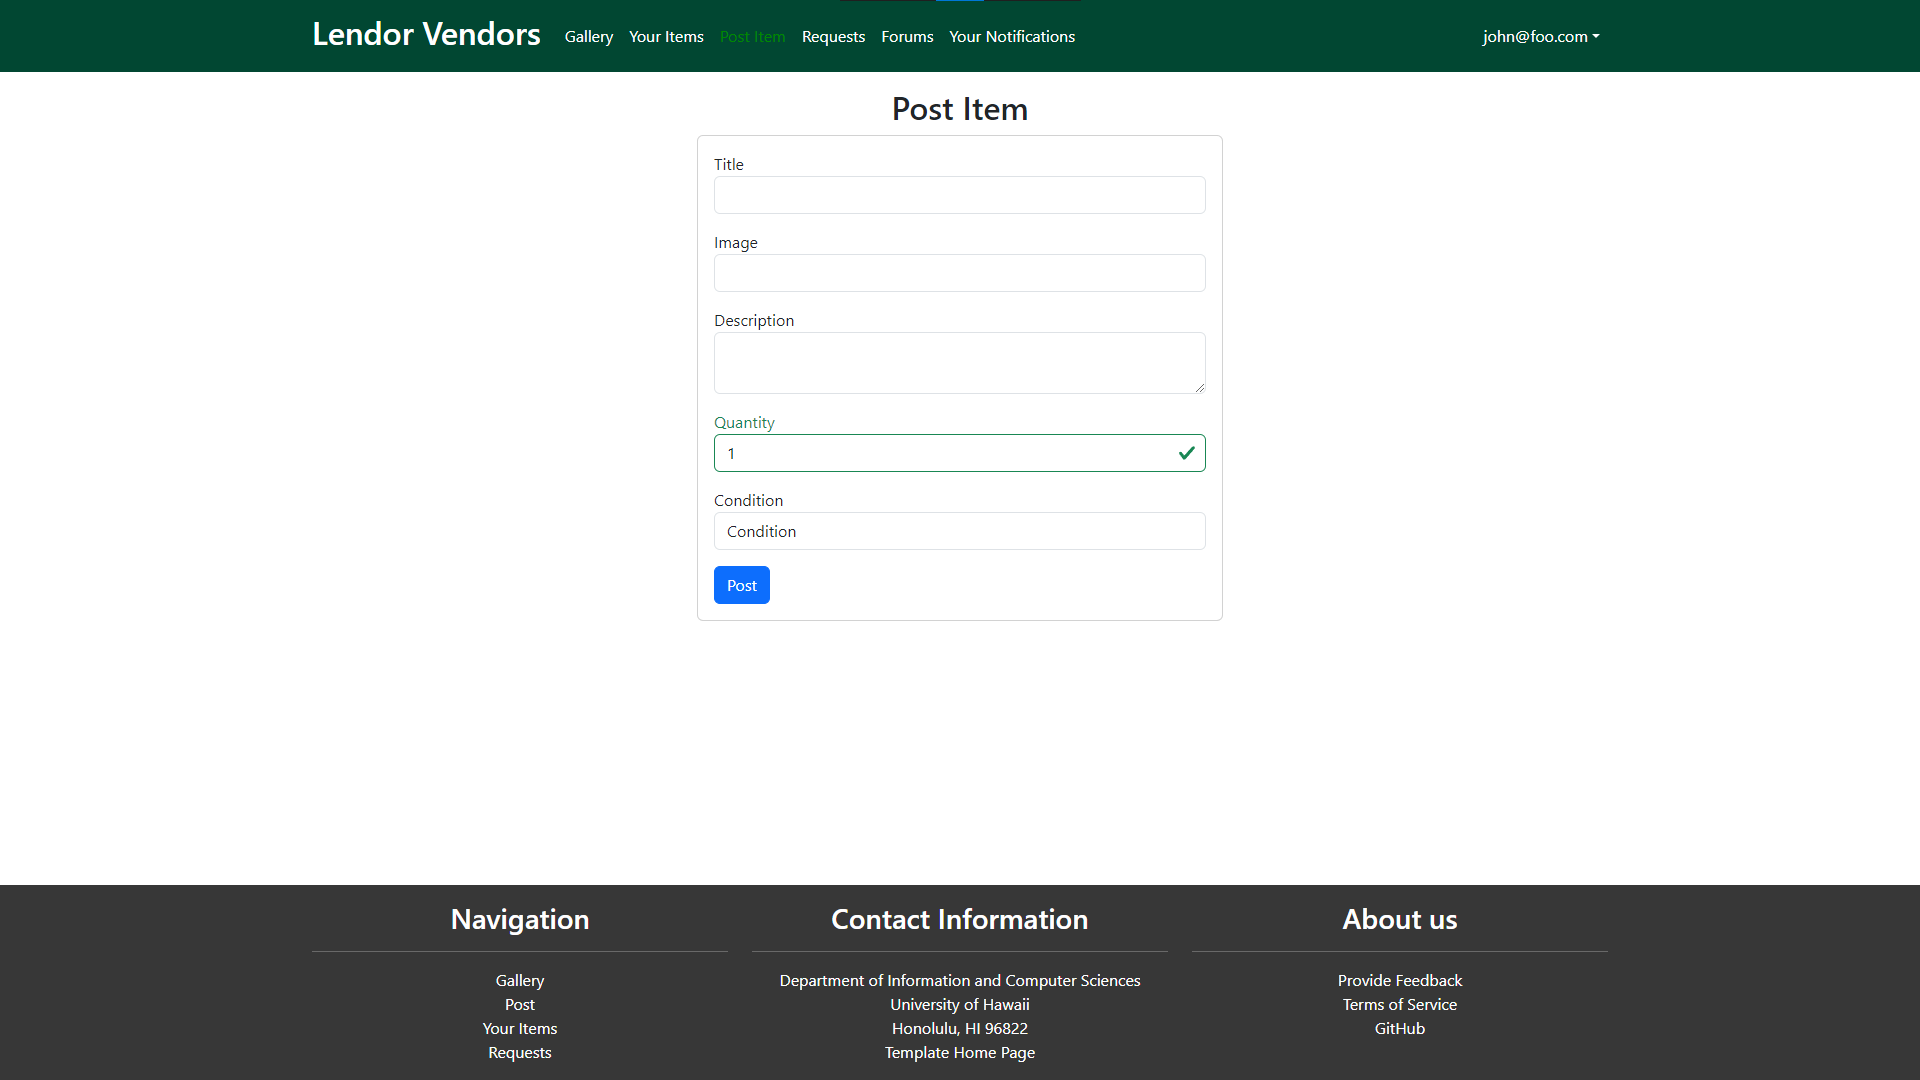 Lendor Vendors Gallery Your Items Post Item Requests Forums Your Notifications john@foo.com
Post Item
Title
Image
Description
Quantity
1
Condition
Condition
Post
Navigation
Gallery
Post
Your Items
Requests
Contact Information
Department of Information and Computer Sciences
University of Hawaii
Honolulu, HI 96822
Template Home Page
About us
Provide Feedback
Terms of Service
GitHub